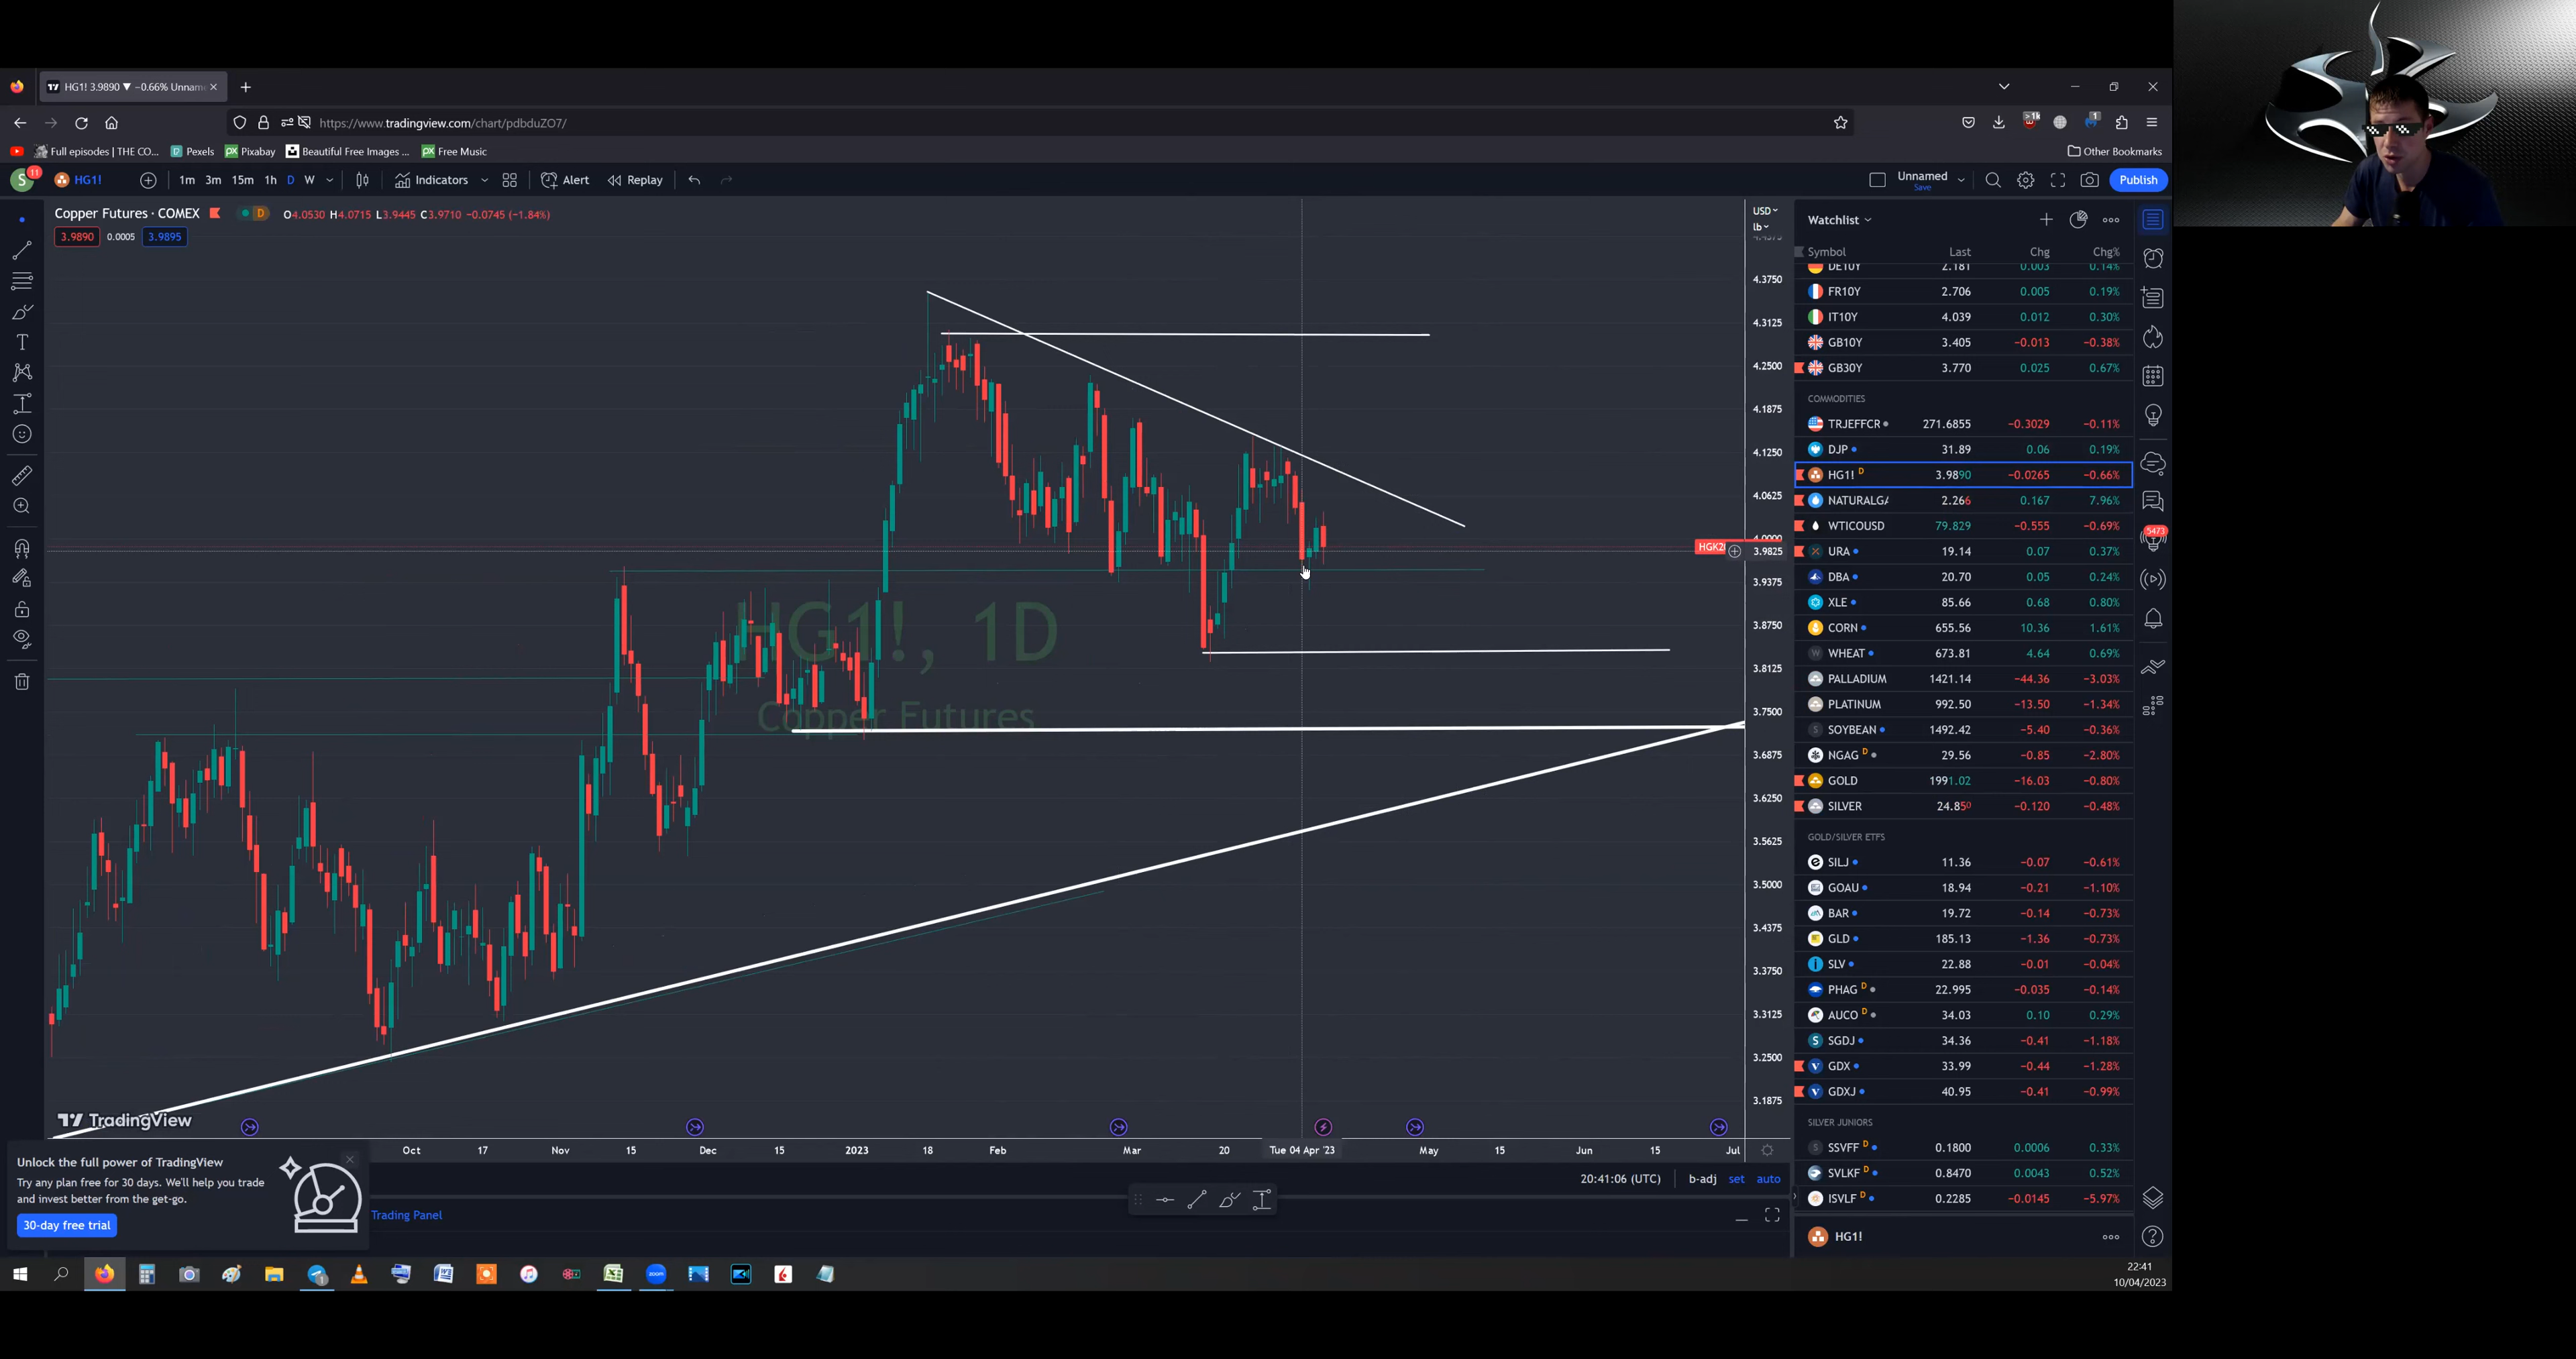 HG1! 3.9890 ▼ −0.66% Unnam
https://www.tradingview.com/chart/pdbduZO7/
Full episodes | THE CO... Pexels Pixabay Beautiful Free Images ... Free Music
Other Bookmarks
>1k
1
S 11 HG1! 1m 3m 15m 1h D W Indicators Alert Replay Unnamed Publish
Save
Copper Futures · COMEX D O4.0530 H4.0715 L3.9445 C3.9710 −0.0745 (−1.84%)
3.9890 0.0005 3.9895
USD
lb
4.3750
4.3125
4.2500
4.1875
4.1250
4.0625
4.0000
3.9825
3.9375
3.8750
3.8125
3.7500
3.6875
3.6250
3.5625
3.5000
3.4375
3.3750
3.3125
3.2500
3.1875
HG1!, 1D
Copper Futures
TradingView
Oct 17 Nov 15 Dec 15 2023 18 Feb Mar 20 Tue 04 Apr '23 May 15 Jun 15 Jul
20:41:06 (UTC) b-adj set auto
Unlock the full power of TradingView
Try any plan free for 30 days. We'll help you trade
and invest better from the get-go.
30-day free trial
Trading Panel
Watchlist
Symbol Last Chg Chg%
DE10Y 2.181 0.003 0.14%
FR10Y 2.706 0.005 0.19%
IT10Y 4.039 0.012 0.30%
GB10Y 3.405 −0.013 −0.38%
GB30Y 3.770 0.025 0.67%
COMMODITIES
TRJEFFCR 271.6855 −0.3029 −0.11%
DJP 31.89 0.06 0.19%
HG1! D 3.9890 −0.0265 −0.66%
NATURALGA 2.266 0.167 7.96%
WTICOUSD 79.829 −0.555 −0.69%
URA 19.14 0.07 0.37%
DBA 20.70 0.05 0.24%
XLE 85.66 0.68 0.80%
CORN 655.56 10.36 1.61%
WHEAT 673.81 4.64 0.69%
PALLADIUM 1421.14 −44.36 −3.03%
PLATINUM 992.50 −13.50 −1.34%
SOYBEAN 1492.42 −5.40 −0.36%
NGAG D 29.56 −0.85 −2.80%
GOLD 1991.02 −16.03 −0.80%
SILVER 24.850 −0.120 −0.48%
GOLD/SILVER ETFS
SILJ 11.36 −0.07 −0.61%
GOAU 18.94 −0.21 −1.10%
BAR 19.72 −0.14 −0.73%
GLD 185.13 −1.36 −0.73%
SLV 22.88 −0.01 −0.04%
PHAG D 22.995 −0.035 −0.14%
AUCO D 34.03 0.10 0.29%
SGDJ 34.36 −0.41 −1.18%
GDX 33.99 −0.44 −1.28%
GDXJ 40.95 −0.41 −0.99%
SILVER JUNIORS
SSVFF D 0.1800 0.0006 0.33%
SVLKF D 0.8470 0.0043 0.52%
ISVLF D 0.2285 −0.0145 −5.97%
HG1!
5473
zoom
22:41
10/04/2023